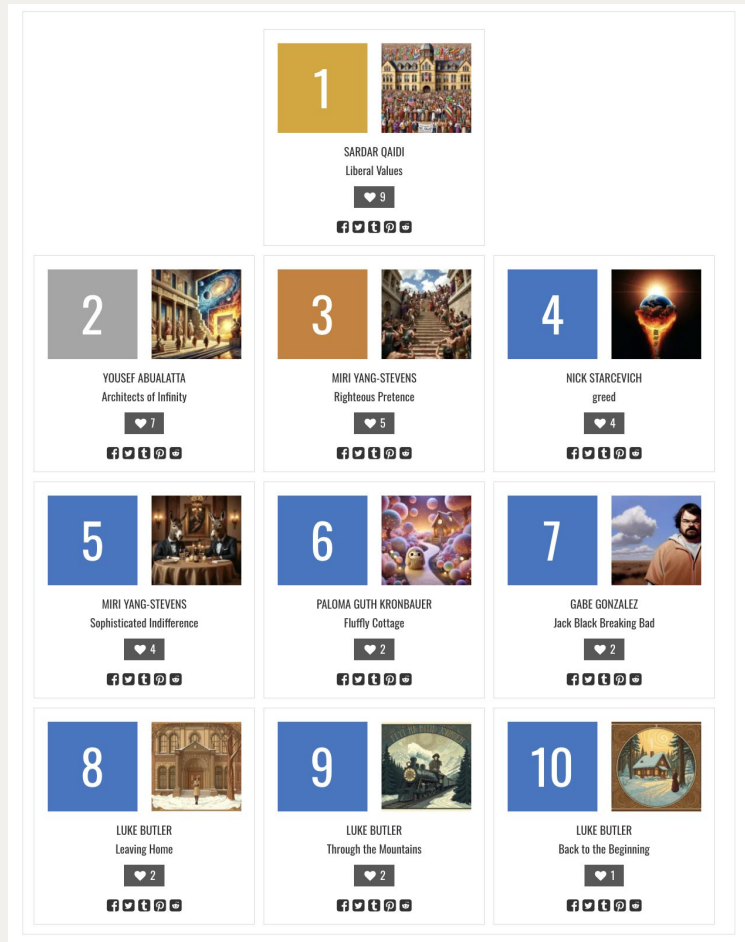 1
SARDAR QAIDI
Liberal Values
9
2
YOUSEF ABUALATTA
Architects of Infinity
7
3
MIRI YANG-STEVENS
Righteous Pretence
5
4
NICK STARCEVICH
greed
4
5
MIRI YANG-STEVENS
Sophisticated Indifference
4
6
PALOMA GUTH KRONBAUER
Fluffly Cottage
2
7
GABE GONZALEZ
Jack Black Breaking Bad
2
8
LUKE BUTLER
Leaving Home
2
9
LUKE BUTLER
Through the Mountains
2
10
LUKE BUTLER
Back to the Beginning
1